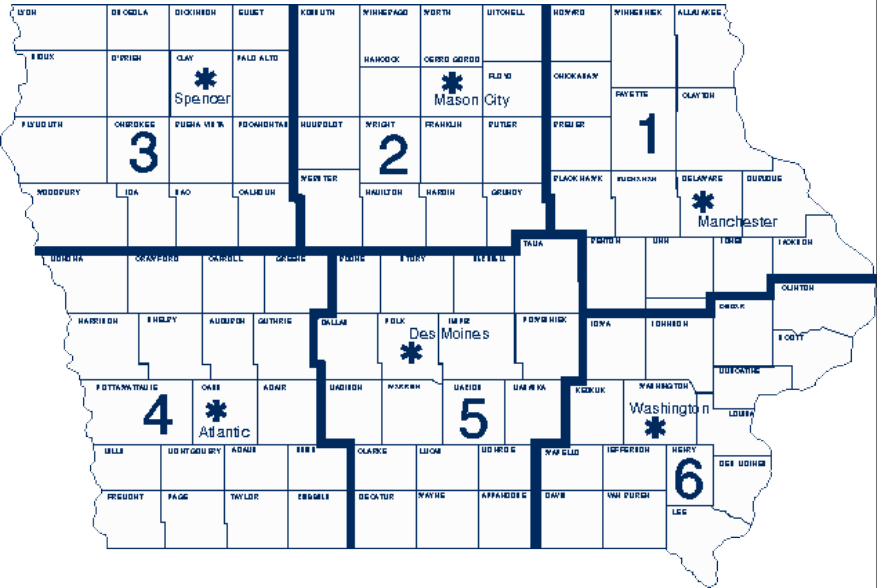 LYON OSCEOLA DICKINSON EMMET KOSSUTH WINNEBAGO WORTH MITCHELL HOWARD WINNESHIEK ALLAMAKEE
SIOUX O'BRIEN CLAY PALO ALTO HANCOCK CERRO GORDO FLOYD CHICKASAW
Spencer Mason City
FAYETTE CLAYTON
PLYMOUTH CHEROKEE BUENA VISTA POCAHONTAS HUMBOLDT WRIGHT FRANKLIN BUTLER BREMER
3 2 1
WEBSTER BLACK HAWK BUCHANAN DELAWARE DUBUQUE
WOODBURY IDA SAC CALHOUN HAMILTON HARDIN GRUNDY
Manchester
TAMA BENTON LINN JONES JACKSON
MONONA CRAWFORD CARROLL GREENE BOONE STORY MARSHALL
CLINTON
CEDAR
HARRISON SHELBY AUDUBON GUTHRIE DALLAS POLK JASPER POWESHIEK IOWA JOHNSON
Des Moines
SCOTT
MUSCATINE
POTTAWATTAMIE CASS ADAIR MADISON WARREN MARION MAHASKA KEOKUK WASHINGTON
Washington
LOUISA
4 5
Atlantic
MILLS MONTGOMERY ADAMS UNION CLARKE LUCAS MONROE WAPELLO JEFFERSON HENRY
DES MOINES
6
FREMONT PAGE TAYLOR RINGGOLD DECATUR WAYNE APPANOOSE DAVIS VAN BUREN
LEE